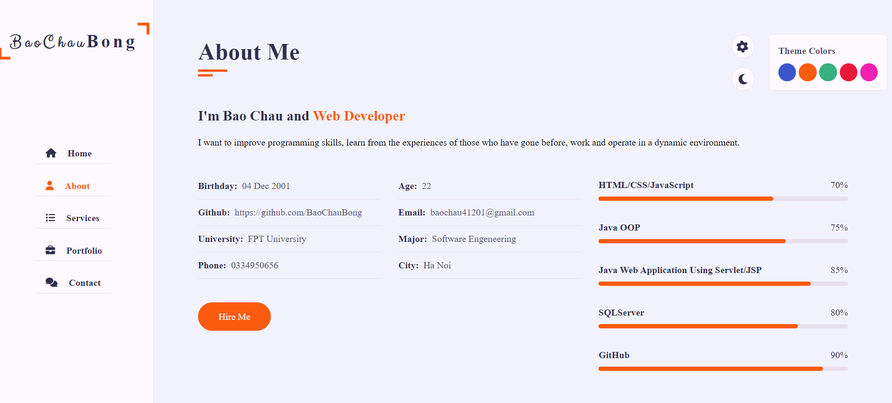 BaoChauBong
Home
About
Services
Portfolio
Contact
About Me
Theme Colors
I'm Bao Chau and Web Developer
I want to improve programming skills, learn from the experiences of those who have gone before, work and operate in a dynamic environment.
Birthday: 04 Dec 2001
Age: 22
Github: https://github.com/BaoChauBong
Email: baochau41201@gmail.com
University: FPT University
Major: Software Engeneering
Phone: 0334950656
City: Ha Noi
Hire Me
HTML/CSS/JavaScript 70%
Java OOP 75%
Java Web Application Using Servlet/JSP 85%
SQLServer 80%
GitHub 90%